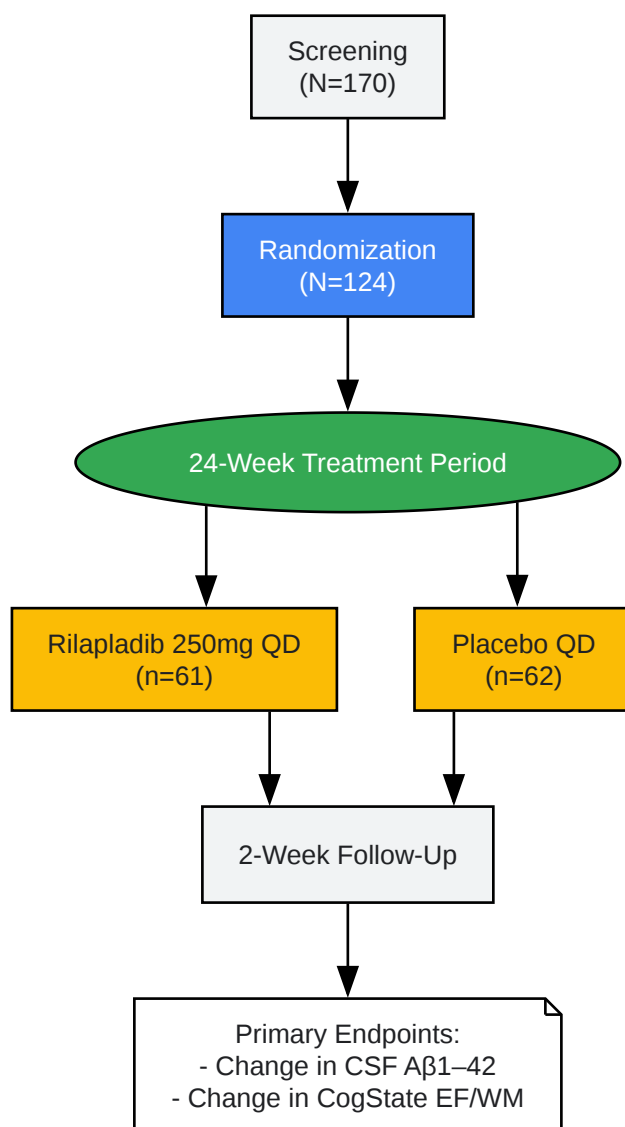 Screening
(N=170)
Randomization
(N=124)
24-Week Treatment Period
Rilapladib 250mg QD
(n=61)
Placebo QD
(n=62)
2-Week Follow-Up
Primary Endpoints:
- Change in CSF Aβ1–42
- Change in CogState EF/WM